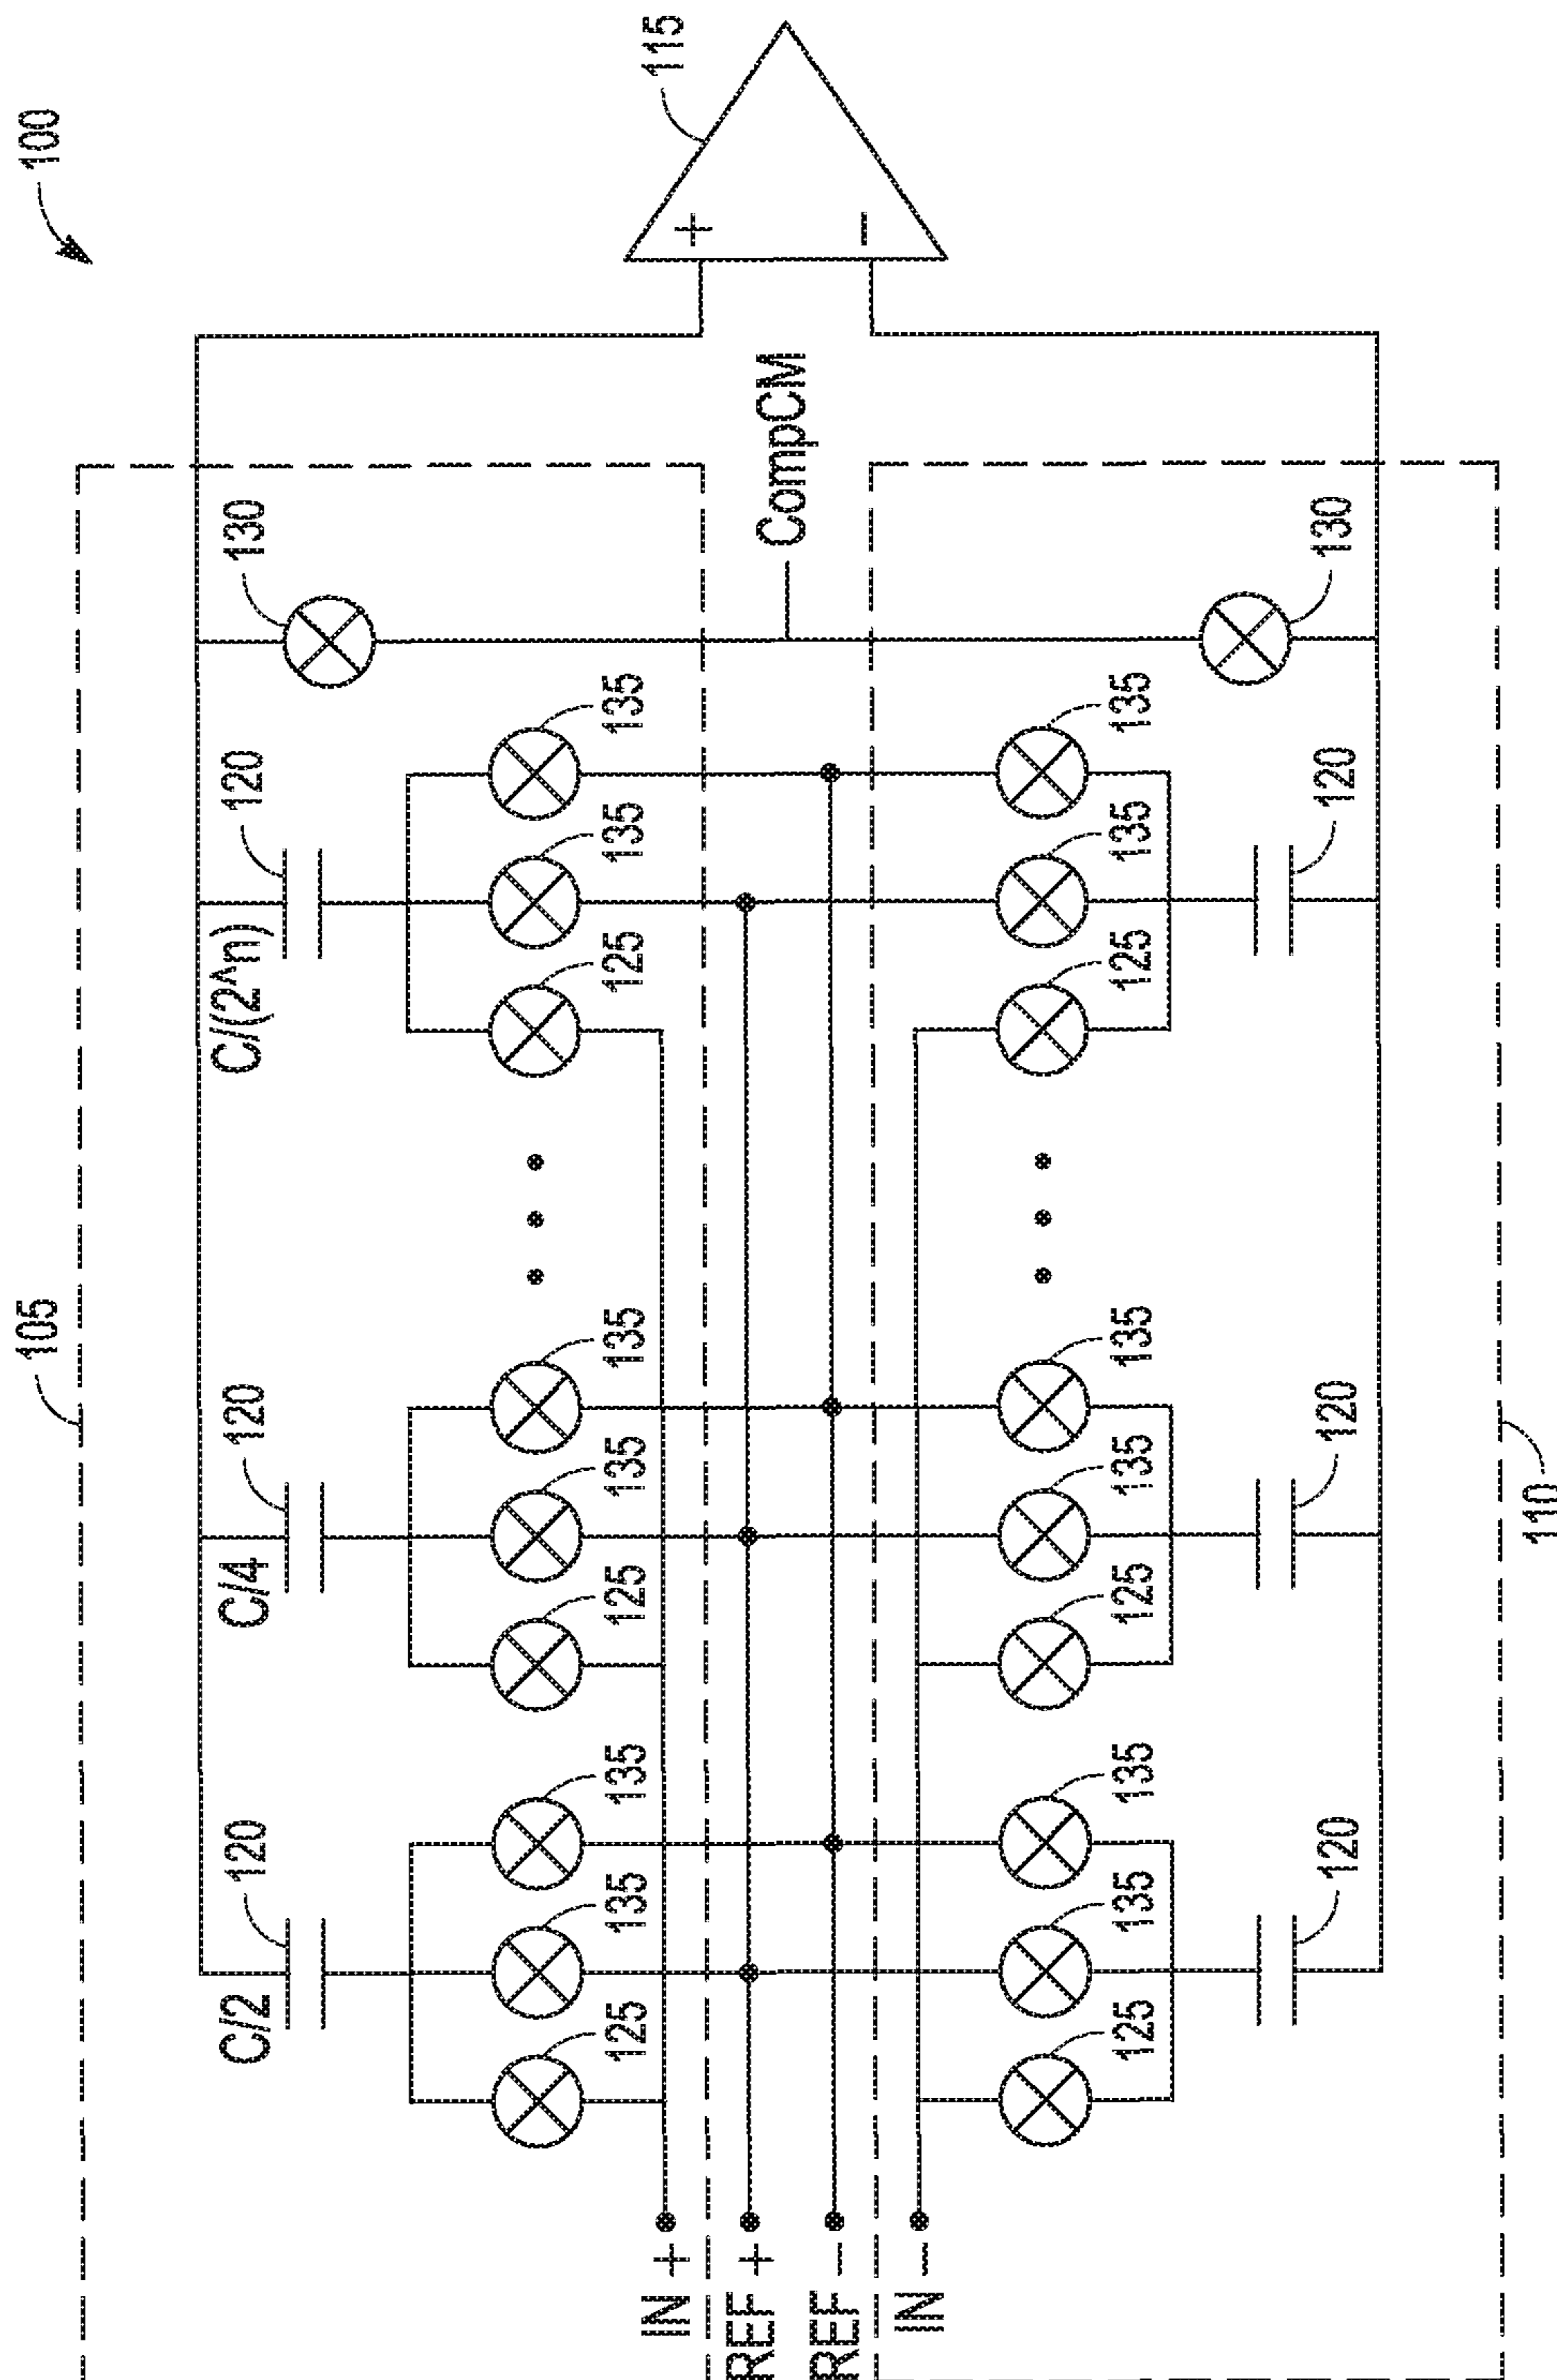 100
105
C/2 120 C/4 120 C/(2^n) 120 130
125 135 135 125 135 135 125 135 135
115
IN +
REF +
REF −
IN −
+
−
CompCM
125 135 135 125 135 135 125 135 135
120 120 120 130
110